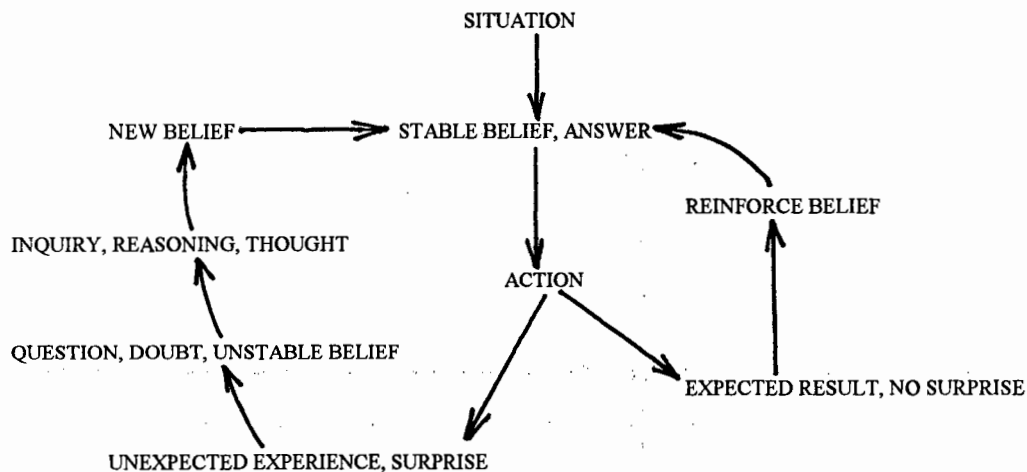 SITUATION
NEW BELIEF
STABLE BELIEF, ANSWER
REINFORCE BELIEF
INQUIRY, REASONING, THOUGHT
ACTION
QUESTION, DOUBT, UNSTABLE BELIEF
EXPECTED RESULT, NO SURPRISE
UNEXPECTED EXPERIENCE, SURPRISE